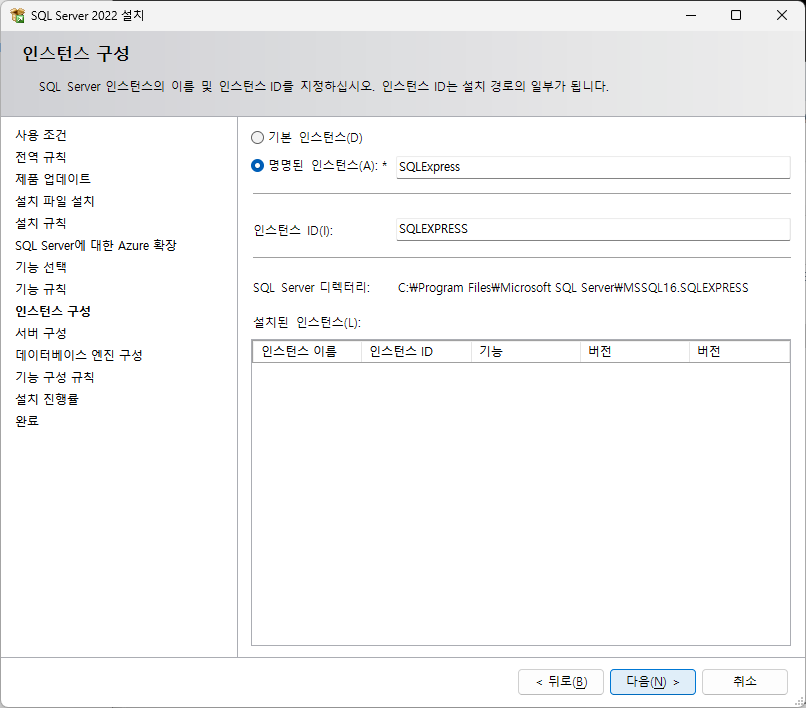 SQL Server 2022 설치
인스턴스 구성
SQL Server 인스턴스의 이름 및 인스턴스 ID를 지정하십시오. 인스턴스 ID는 설치 경로의 일부가 됩니다.
사용 조건
전역 규칙
제품 업데이트
설치 파일 설치
설치 규칙
SQL Server에 대한 Azure 확장
기능 선택
기능 규칙
인스턴스 구성
서버 구성
데이터베이스 엔진 구성
기능 구성 규칙
설치 진행률
완료
기본 인스턴스(D)
명명된 인스턴스(A): * SQLExpress
인스턴스 ID(I): SQLEXPRESS
SQL Server 디렉터리: C:₩Program Files₩Microsoft SQL Server₩MSSQL16.SQLEXPRESS
설치된 인스턴스(L):
인스턴스 이름 인스턴스 ID 기능 버전 버전
< 뒤로(B) 다음(N) > 취소